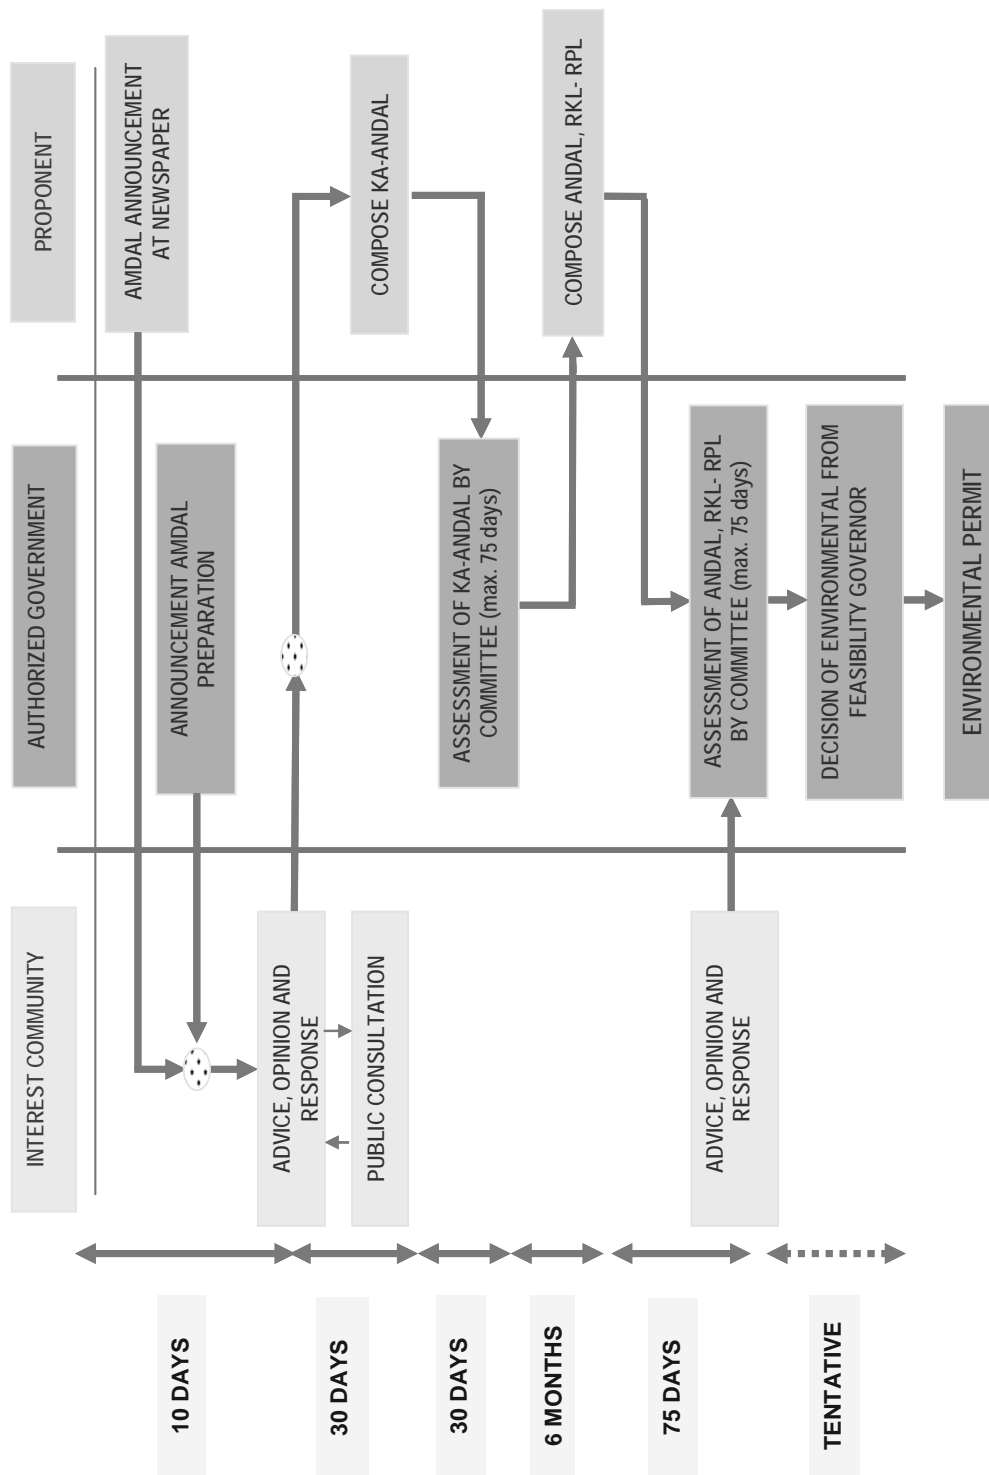 INTEREST COMMUNITY
AUTHORIZED GOVERNMENT
PROPONENT
10 DAYS
AMDAL ANNOUNCEMENT
AT NEWSPAPER
ANNOUNCEMENT AMDAL
PREPARATION
30 DAYS
ADVICE, OPINION AND
RESPONSE
PUBLIC CONSULTATION
COMPOSE KA-ANDAL
30 DAYS
ASSESSMENT OF KA-ANDAL BY
COMMITTEE (max. 75 days)
6 MONTHS
COMPOSE ANDAL, RKL- RPL
75 DAYS
ADVICE, OPINION AND
RESPONSE
ASSESSMENT OF ANDAL, RKL- RPL
BY COMMITTEE (max. 75 days)
TENTATIVE
DECISION OF ENVIRONMENTAL FROM
FEASIBILITY GOVERNOR
ENVIRONMENTAL PERMIT